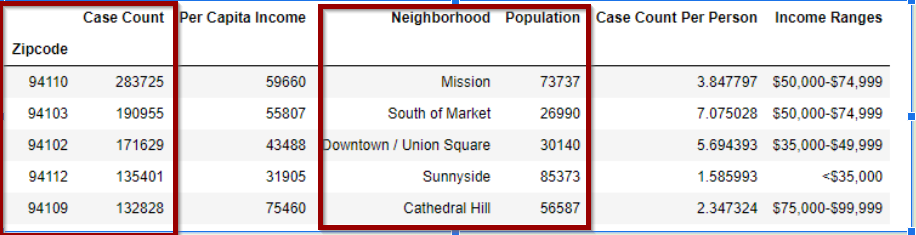 Case Count Per Capita Income Neighborhood Population Case Count Per Person Income Ranges
Zipcode
94110 283725 59660 Mission 73737 3.847797 $50,000-$74,999
94103 190955 55807 South of Market 26990 7.075028 $50,000-$74,999
94102 171629 43488 Downtown / Union Square 30140 5.694393 $35,000-$49,999
94112 135401 31905 Sunnyside 85373 1.585993 <$35,000
94109 132828 75460 Cathedral Hill 56587 2.347324 $75,000-$99,999